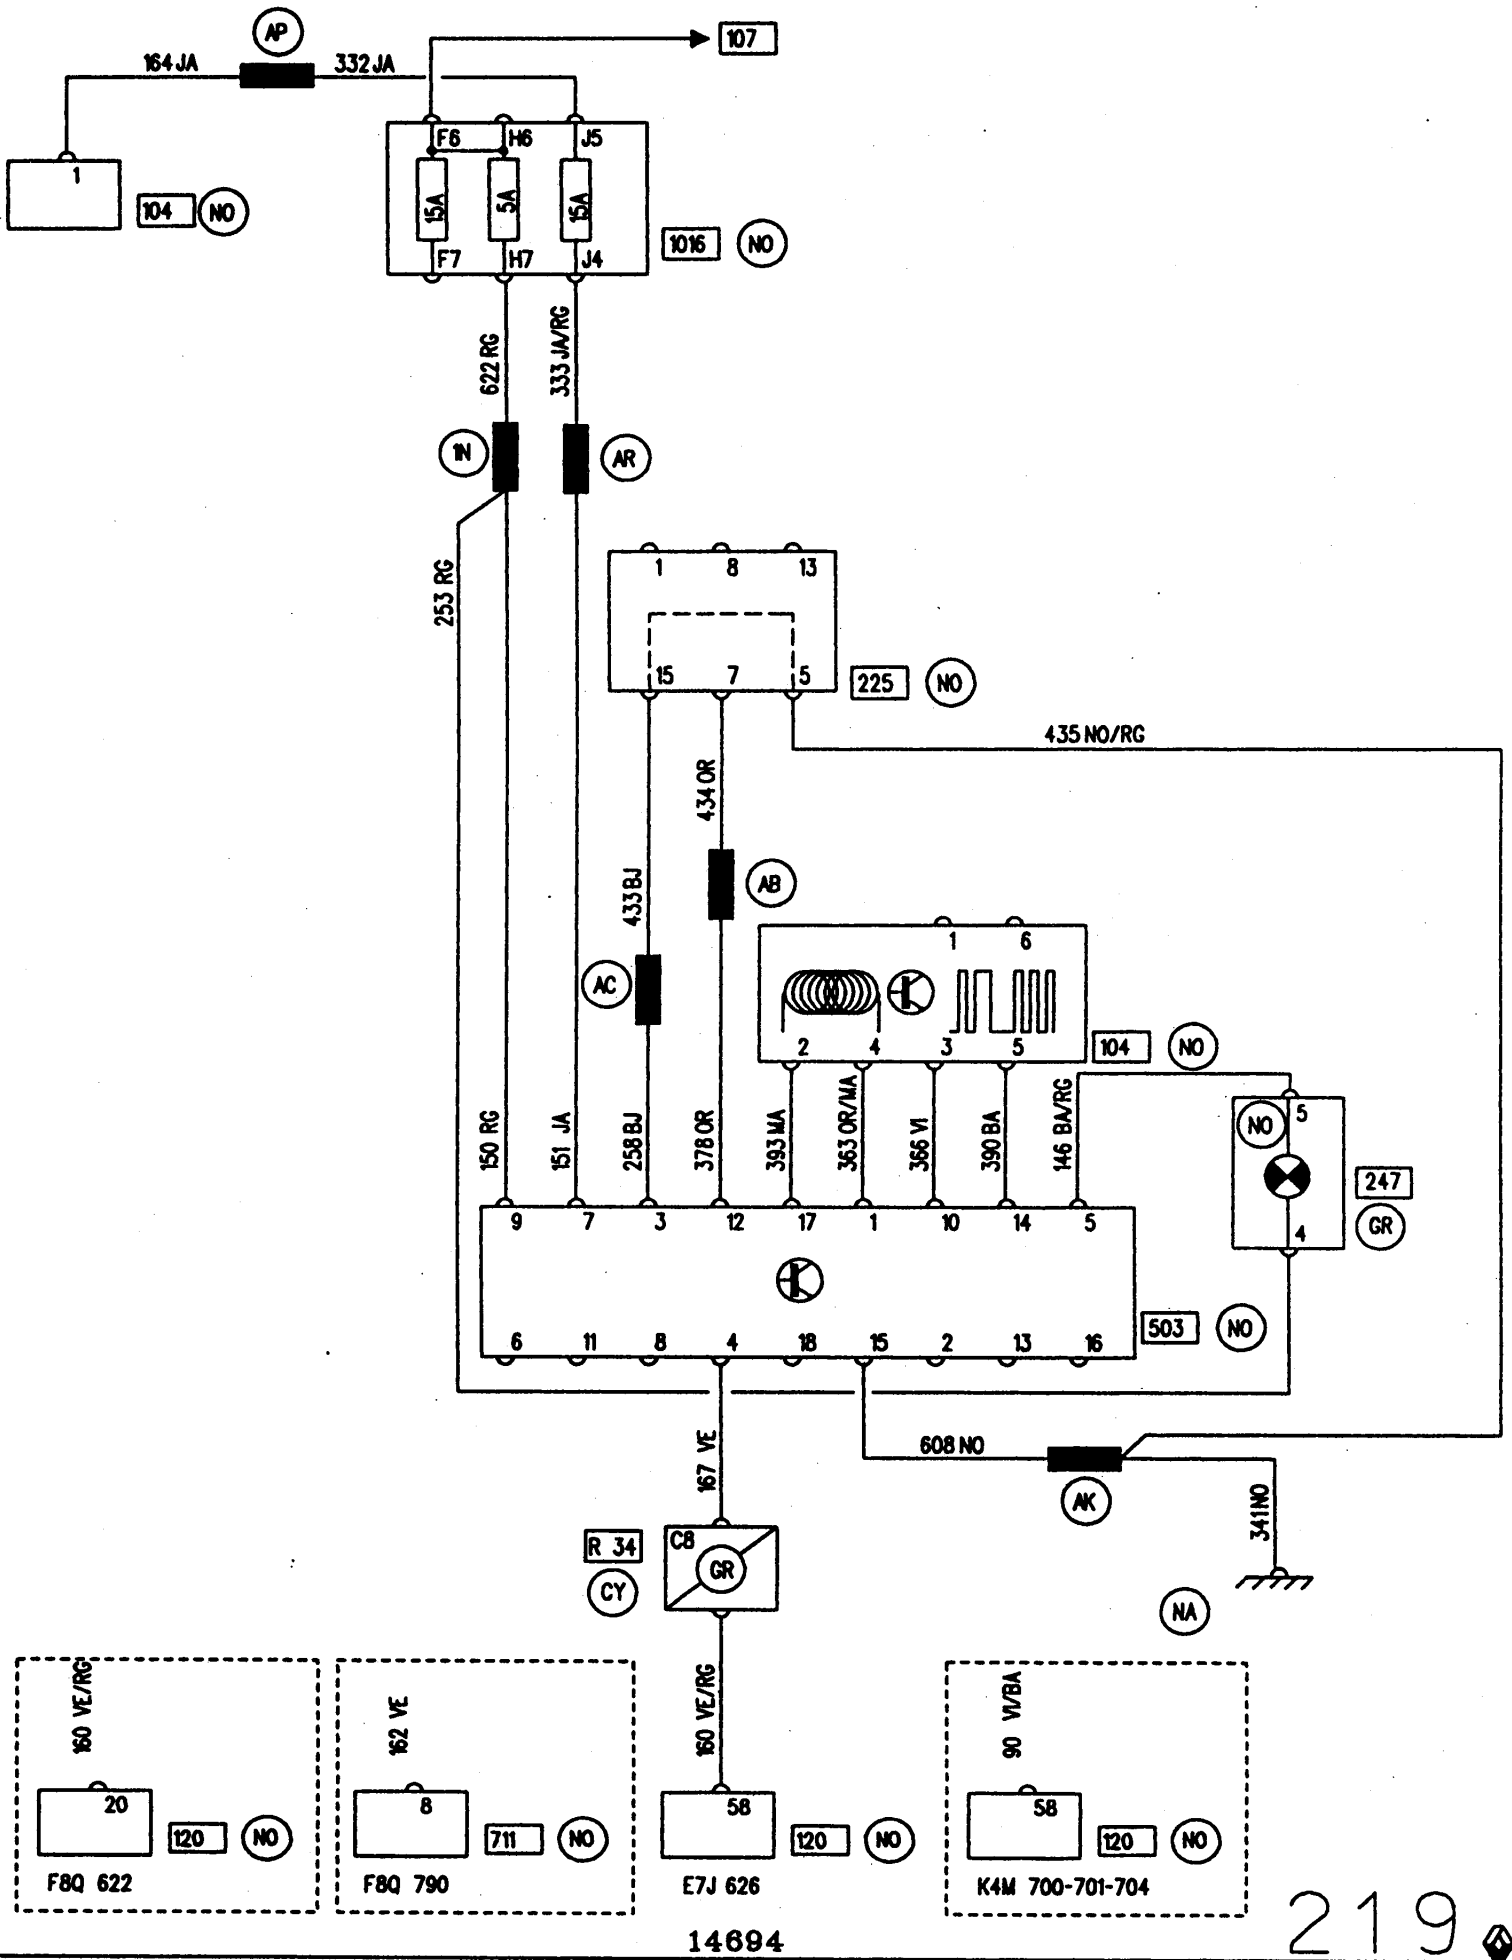 AP
107
164 JA
332 JA
F6 H6 J5
1
15A 5A 15A
104 NO
1016 NO
F7 H7 J4
622 RG
333 JA/RG
1N
AR
253 RG
1 8 13
15 7 5
225 NO
435 NO/RG
434 OR
AB
433 BJ
AC
1 6
2 4 3 5
104 NO
150 RG
151 JA
258 BJ
378 OR
393 MA
363 OR/MA
366 VI
390 BA
146 BA/RG
NO 5
247
GR
4
9 7 3 12 17 1 10 14 5
503 NO
6 11 8 4 18 15 2 13 16
167 VE
608 NO
AK
341 NO
R 34
C8
GR
CY
NA
160 VE/RG
162 VE
160 VE/RG
90 VI/BA
20
8
58
58
120 NO
711 NO
120 NO
120 NO
F8Q 622
F8Q 790
E7J 626
K4M 700-701-704
14694
219